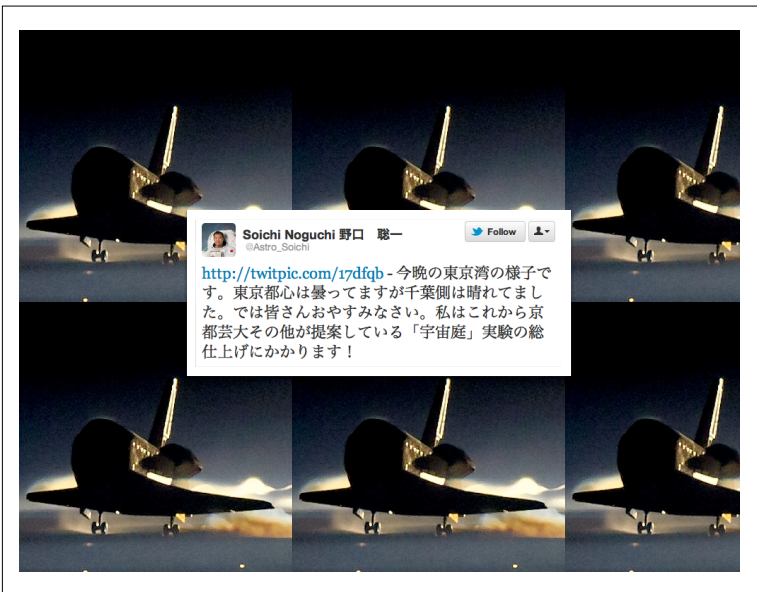 Soichi Noguchi 野口　聡一
@Astro_Soichi
Follow
http://twitpic.com/17dfqb - 今晩の東京湾の様子で
す。東京都心は曇ってますが千葉側は晴れてまし
た。では皆さんおやすみなさい。私はこれから京
都芸大その他が提案している「宇宙庭」実験の総
仕上げにかかります！